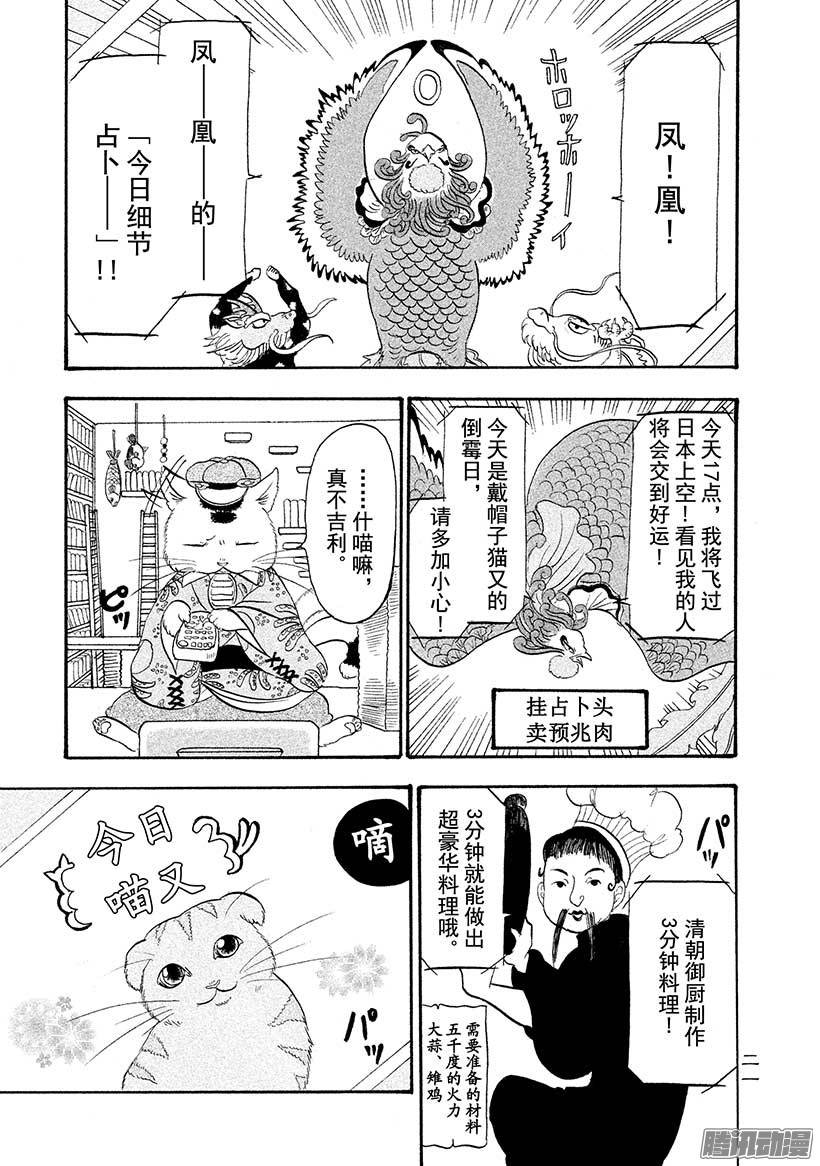 凤！凰！
ホロッホーィ
凤——凰——的——
「今日细节
占卜——」!!
今天17点，我将飞过
日本上空！看见我的人
将会交到好运！
今天是戴帽子猫又的
倒霉日，
请多加小心！
挂占卜头
卖预兆肉
……什喵嘛，
真不吉利。
ピッ
清朝御厨制作
3分钟料理！
パッ
3分钟就能做出
超豪华料理哦。
需要准备的材料
五千度的火力
大蒜、雉鸡
嘀
今日
喵又
パッ
二一
腾讯动漫